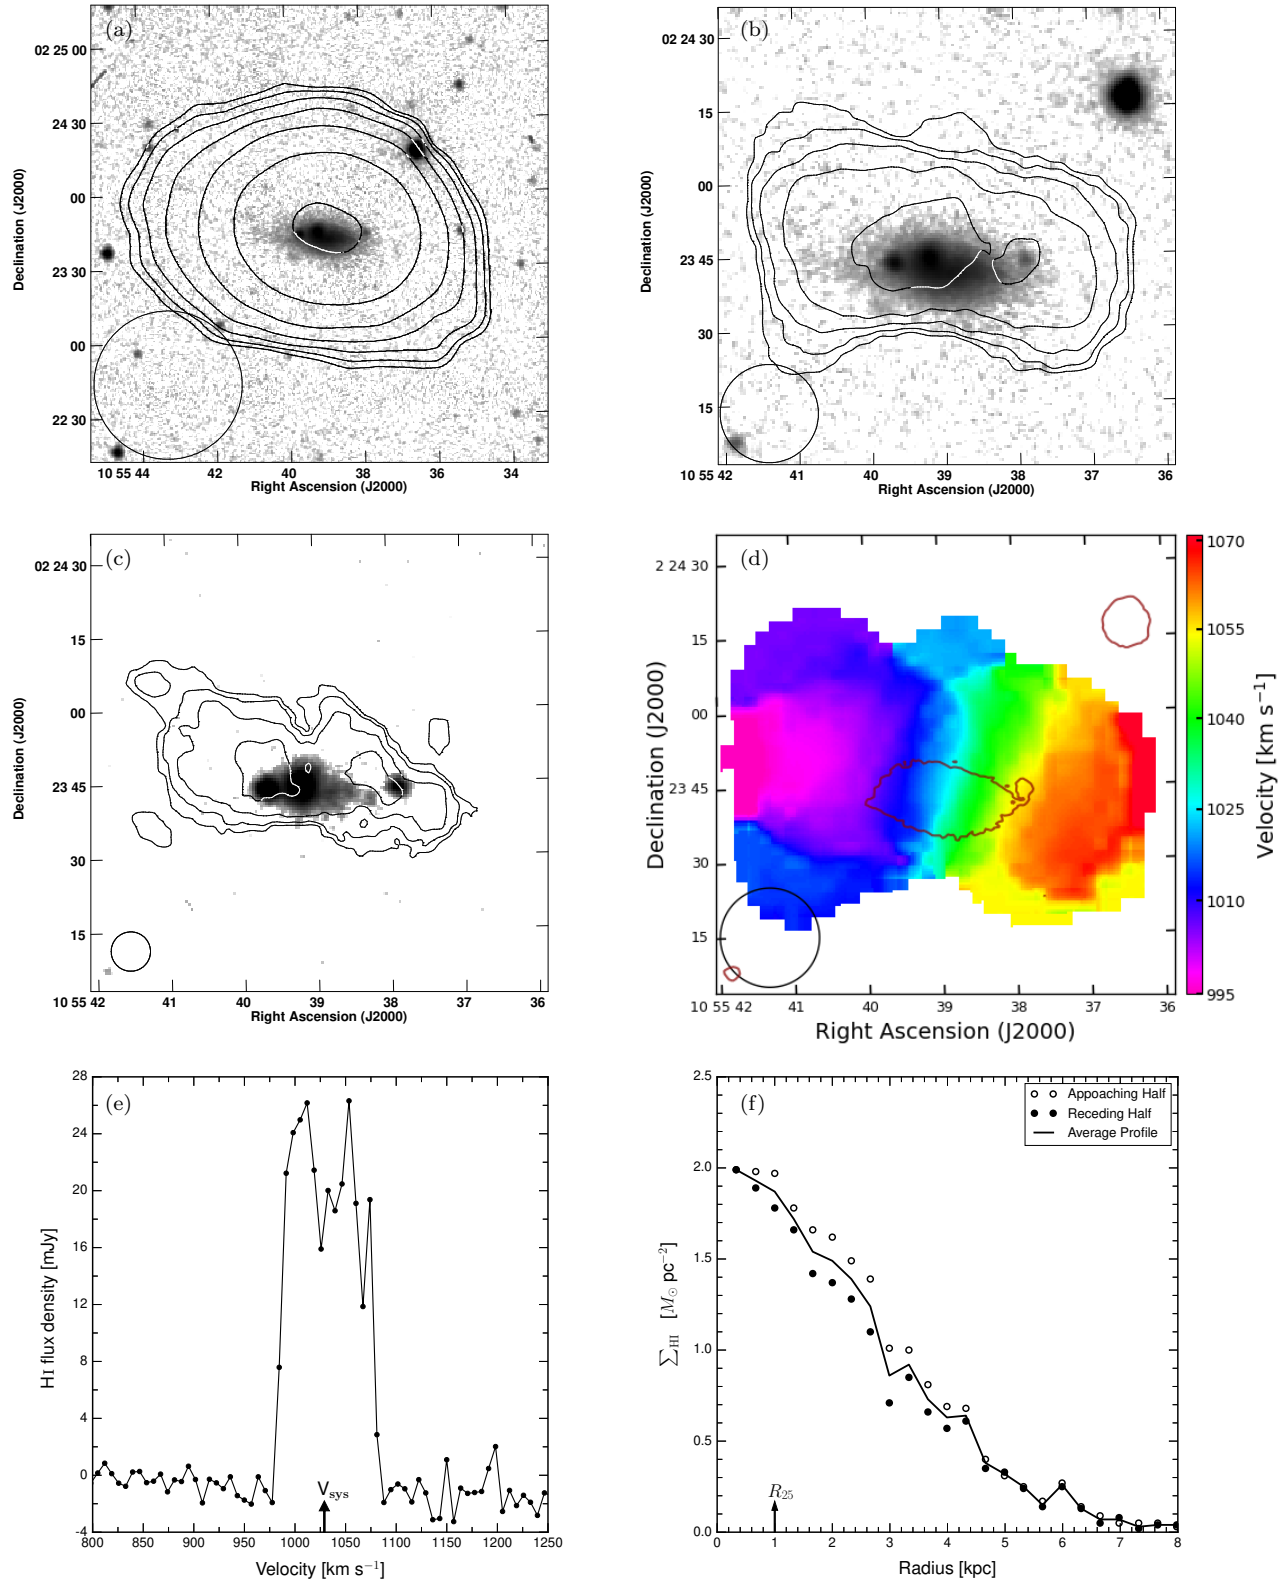 (a)
02 25 00
24 30
00
23 30
00
22 30
Declination (J2000)
10 55 44
42
40
38
36
34
Right Ascension (J2000)
(b)
02 24 30
15
00
23 45
30
15
Declination (J2000)
10 55 42
41
40
39
38
37
36
Right Ascension (J2000)
(c)
02 24 30
15
00
23 45
30
15
Declination (J2000)
10 55 42
41
40
39
38
37
36
Right Ascension (J2000)
(d)
2 24 30
15
00
23 45
30
15
Declination (J2000)
10 55 42
41
40
39
38
37
36
Right Ascension (J2000)
1070
1055
1040
1025
1010
995
Velocity [km s⁻¹]
(e)
28
24
20
16
12
8
4
0
-4
HI flux density [mJy]
Vsys
800
850
900
950
1000
1050
1100
1150
1200
1250
Velocity [km s⁻¹]
(f)
Appoaching Half
Receding Half
Average Profile
2.5
2.0
1.5
1.0
0.5
0.0
∑HI [M⊙ pc⁻²]
R25
0
1
2
3
4
5
6
7
8
Radius [kpc]